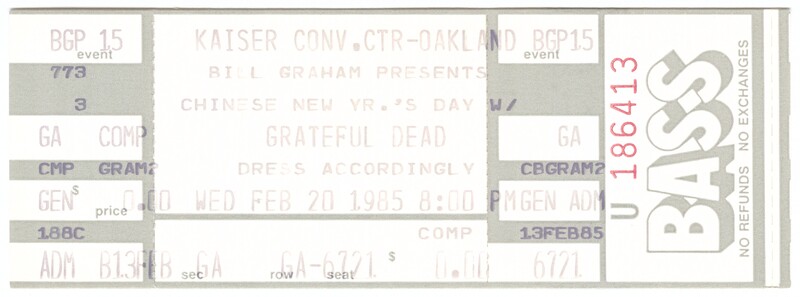 BGP 15 KAISER CONV.CTR-OAKLAND BGP15
event event
773 BILL GRAHAM PRESENTS
3 CHINESE NEW YR.'S DAY W/
GA COMP GRATEFUL DEAD GA
CMP GRAM2 DRESS ACCORDINGLY CBGRAM2
GEN $ 0.00 WED FEB 20 1985 8:00 PM GEN ADM
price
188C COMP 13FEB85
ADM B13FEB GA GA-6721 $ 0.00 6721
sec row seat
U 186413
BASS
NO REFUNDS NO EXCHANGES